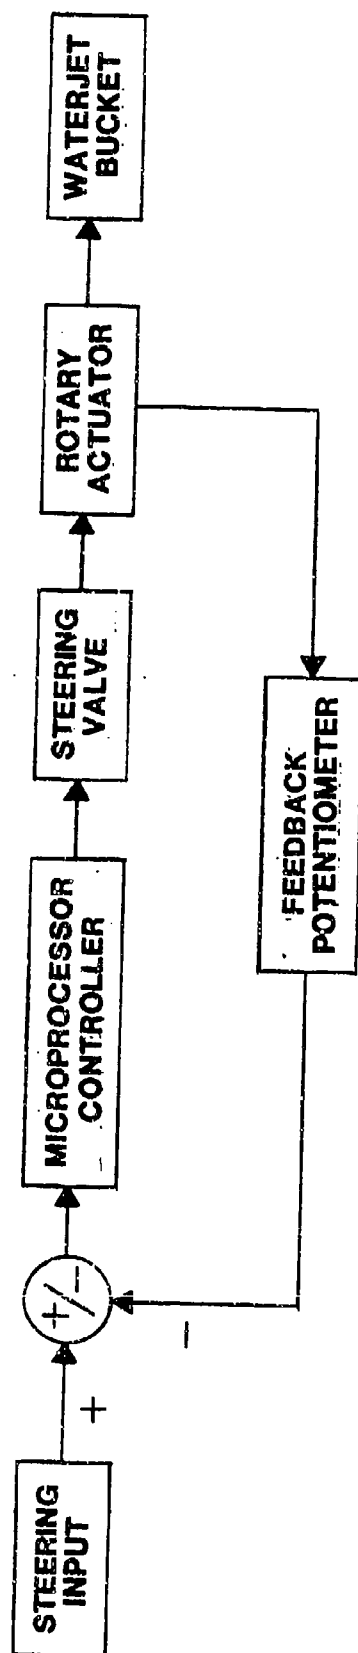 STEERING
INPUT
+
+/−
−
MICROPROCESSOR
CONTROLLER
STEERING
VALVE
ROTARY
ACTUATOR
WATERJET
BUCKET
FEEDBACK
POTENTIOMETER